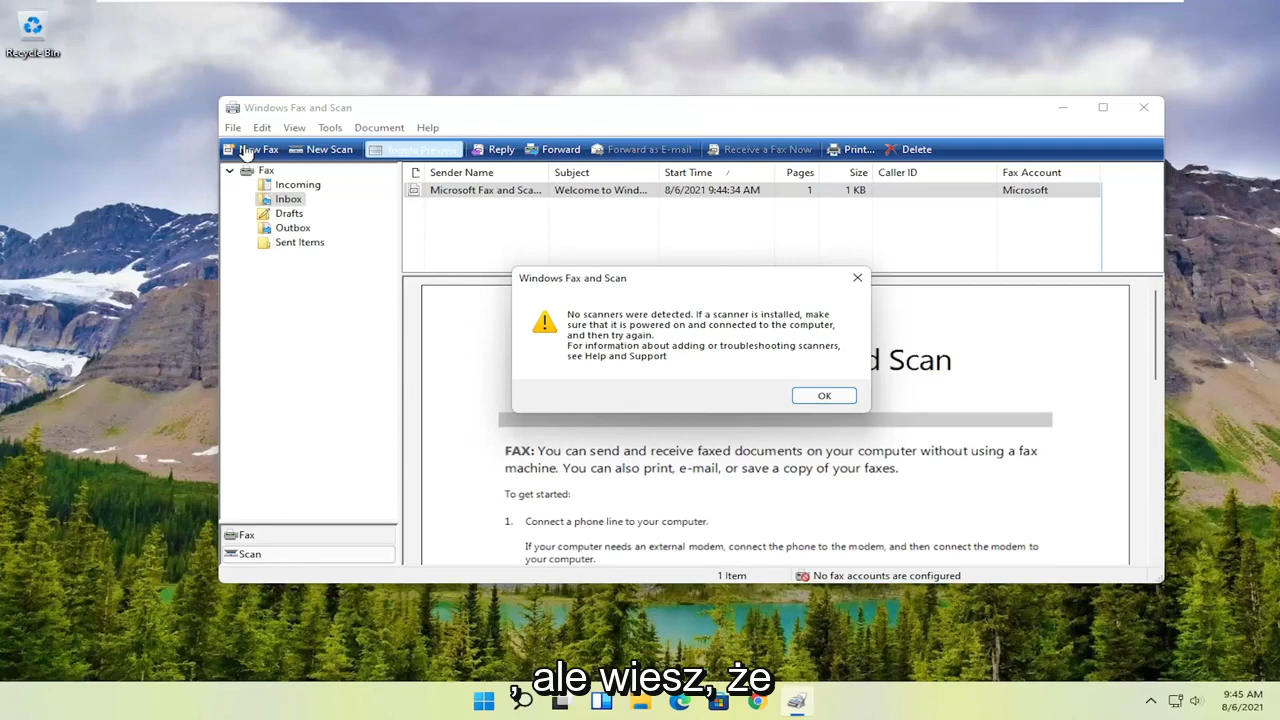 Recycle Bin
Windows Fax and Scan
File Edit View Tools Document Help
New Fax New Scan Toggle Preview Reply Forward Forward as E-mail Receive a Fax Now Print... Delete
Fax
Incoming
Inbox
Drafts
Outbox
Sent Items
Fax
Scan
Sender Name Subject Start Time Pages Size Caller ID Fax Account
Microsoft Fax and Sca... Welcome to Wind... 8/6/2021 9:44:34 AM 1 1 KB Microsoft
Windows Fax and Scan
No scanners were detected. If a scanner is installed, make
sure that it is powered on and connected to the computer,
and then try again.
For information about adding or troubleshooting scanners,
see Help and Support
OK
d Scan
FAX: You can send and receive faxed documents on your computer without using a fax
machine. You can also print, e-mail, or save a copy of your faxes.
To get started:
1. Connect a phone line to your computer.
If your computer needs an external modem, connect the phone to the modem, and then connect the modem to
your computer.
1 Item No fax accounts are configured
, ale wiesz, że
9:45 AM
8/6/2021